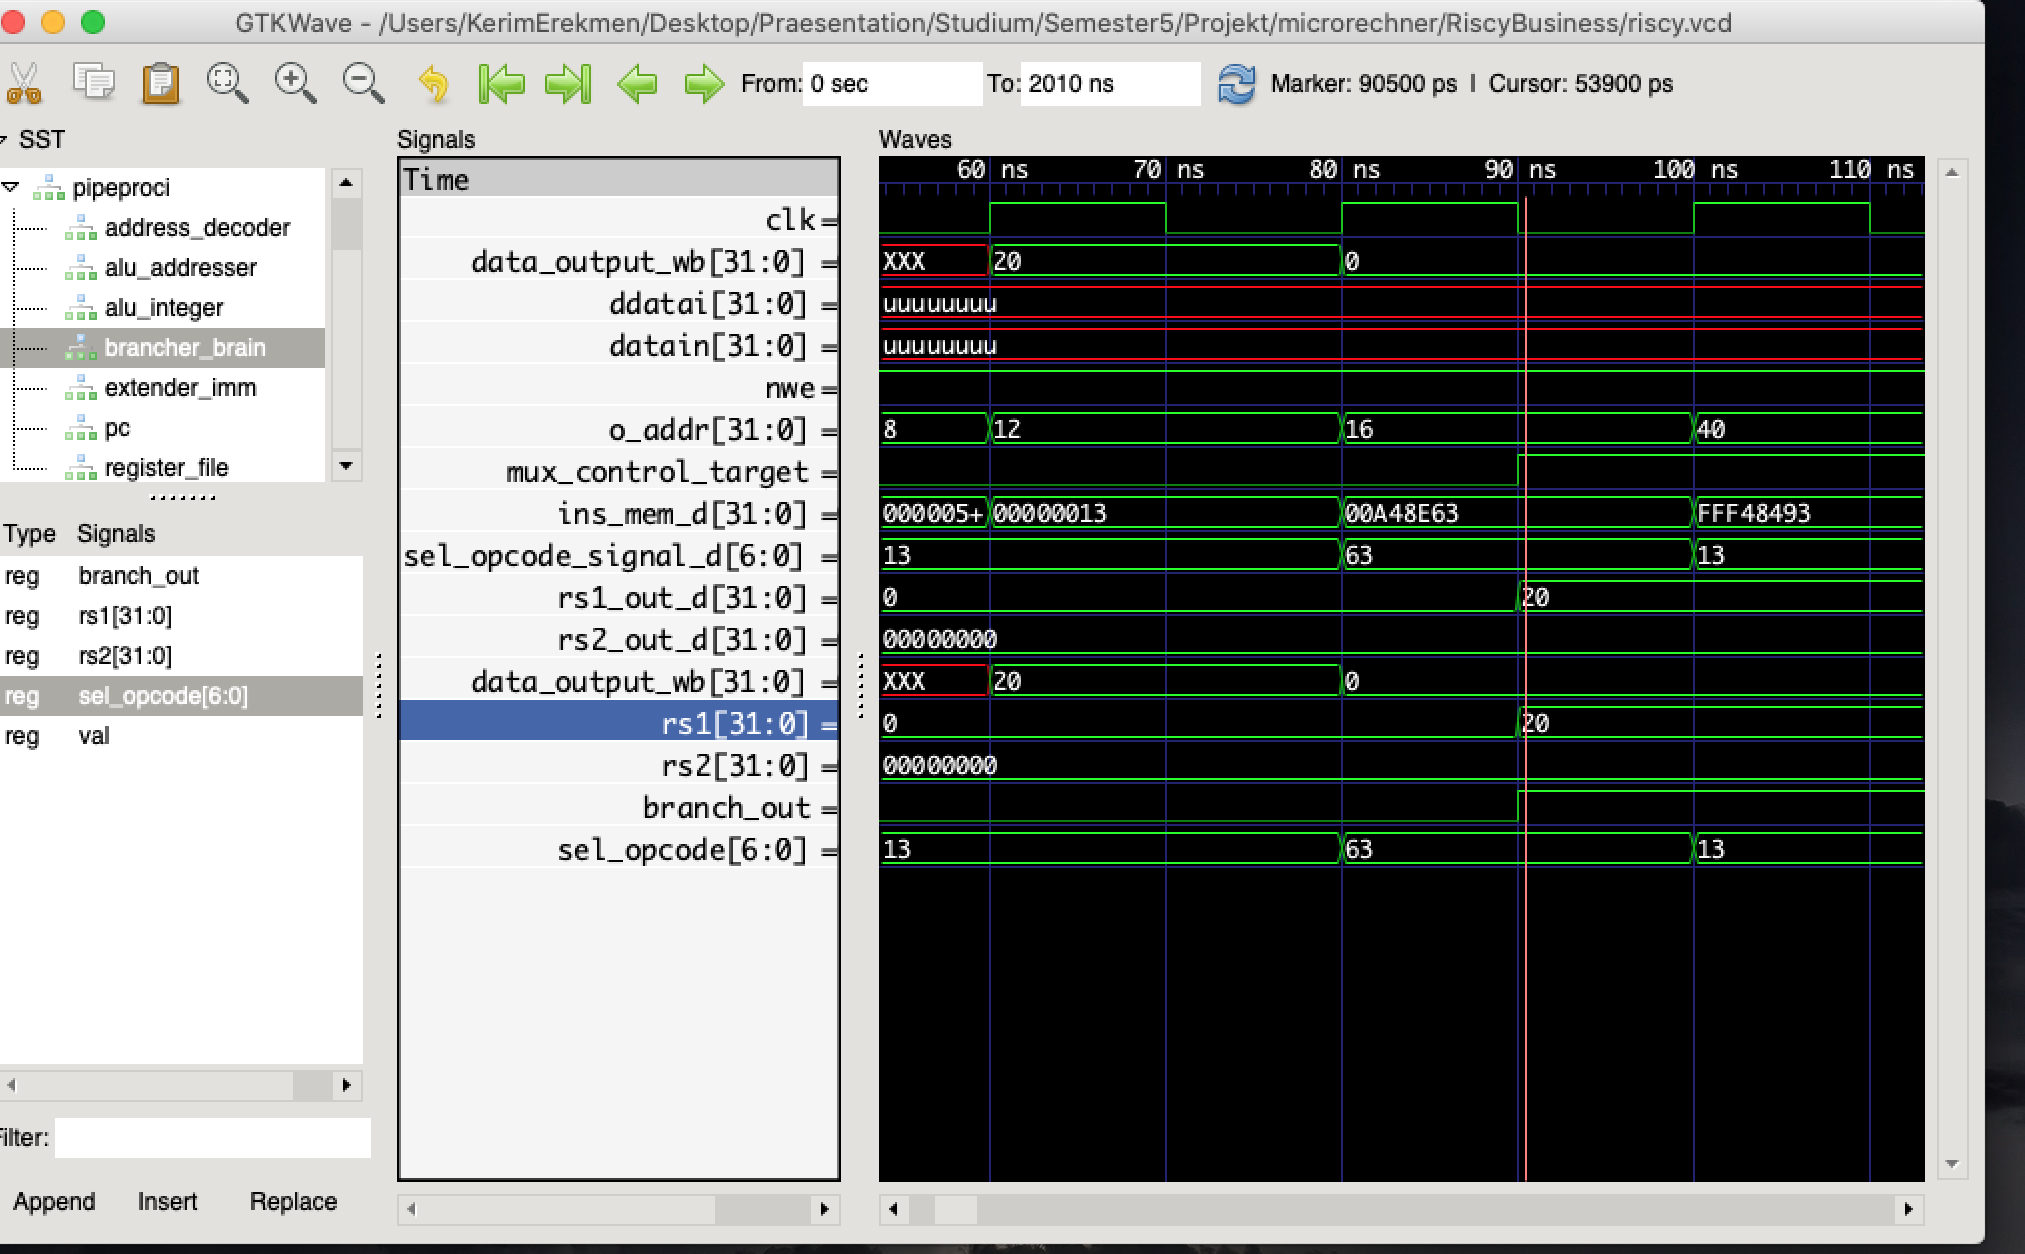 GTKWave - /Users/KerimErekmen/Desktop/Praesentation/Studium/Semester5/Projekt/microrechner/RiscyBusiness/riscy.vcd
From: 0 sec To: 2010 ns Marker: 90500 ps | Cursor: 53900 ps
SST
pipeproci
address_decoder
alu_addresser
alu_integer
brancher_brain
extender_imm
pc
register_file
Type Signals
reg branch_out
reg rs1[31:0]
reg rs2[31:0]
reg sel_opcode[6:0]
reg val
Filter:
Append Insert Replace
Signals
Time
clk=
data_output_wb[31:0] =
ddatai[31:0] =
datain[31:0] =
nwe=
o_addr[31:0] =
mux_control_target =
ins_mem_d[31:0] =
sel_opcode_signal_d[6:0] =
rs1_out_d[31:0] =
rs2_out_d[31:0] =
data_output_wb[31:0] =
rs1[31:0] =
rs2[31:0] =
branch_out =
sel_opcode[6:0] =
Waves
60 ns 70 ns 80 ns 90 ns 100 ns 110 ns
XXX 20 0
uuuuuuuu
uuuuuuuu
8 12 16 40
000005+ 00000013 00A48E63 FFF48493
13 63 13
0 20
00000000
XXX 20 0
0 20
00000000
13 63 13